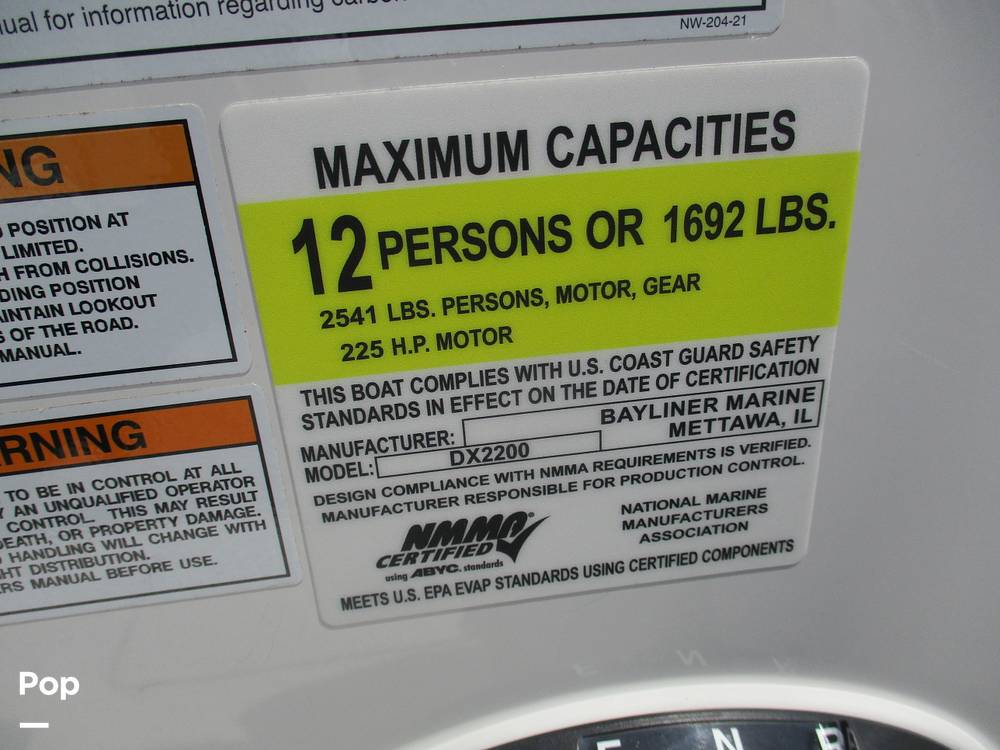 ual for information regarding carbon
NW-204-21
NG
POSITION AT
LIMITED.
H FROM COLLISIONS.
DING POSITION
INTAIN LOOKOUT
S OF THE ROAD.
MANUAL.
RNING
TO BE IN CONTROL AT ALL
Y AN UNQUALIFIED OPERATOR
CONTROL. THIS MAY RESULT
DEATH, OR PROPERTY DAMAGE.
HANDLING WILL CHANGE WITH
HT DISTRIBUTION.
ERS MANUAL BEFORE USE.
MAXIMUM CAPACITIES
12 PERSONS OR 1692 LBS.
2541 LBS. PERSONS, MOTOR, GEAR
225 H.P. MOTOR
THIS BOAT COMPLIES WITH U.S. COAST GUARD SAFETY
STANDARDS IN EFFECT ON THE DATE OF CERTIFICATION
MANUFACTURER: BAYLINER MARINE
METTAWA, IL
MODEL: DX2200
DESIGN COMPLIANCE WITH NMMA REQUIREMENTS IS VERIFIED.
MANUFACTURER RESPONSIBLE FOR PRODUCTION CONTROL.
NMMA
CERTIFIED
using ABYC. standards
NATIONAL MARINE
MANUFACTURERS
ASSOCIATION
MEETS U.S. EPA EVAP STANDARDS USING CERTIFIED COMPONENTS
Pop
F N R